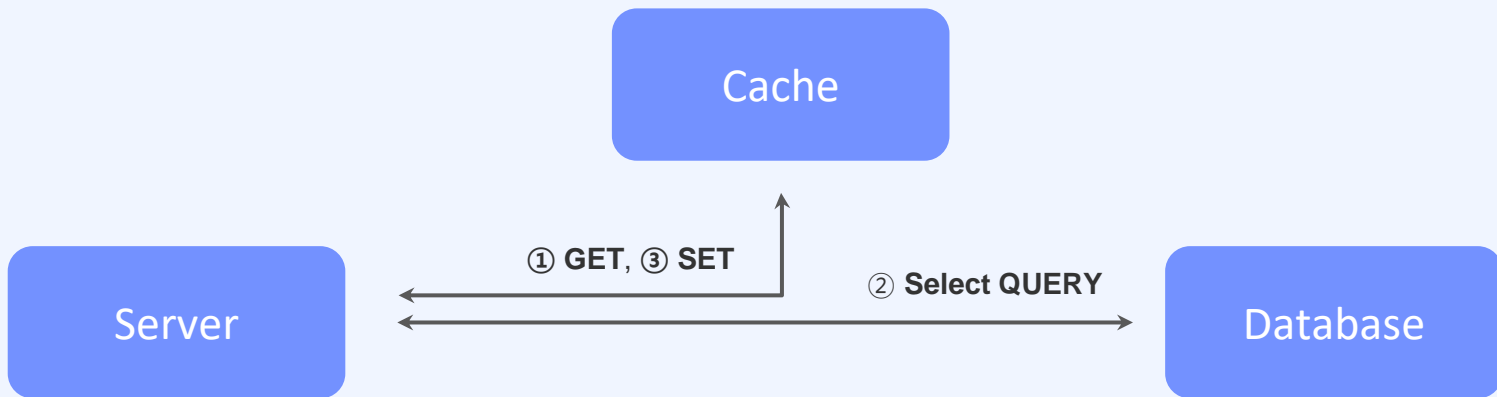 Cache
① GET, ③ SET
② Select QUERY
Server
Database